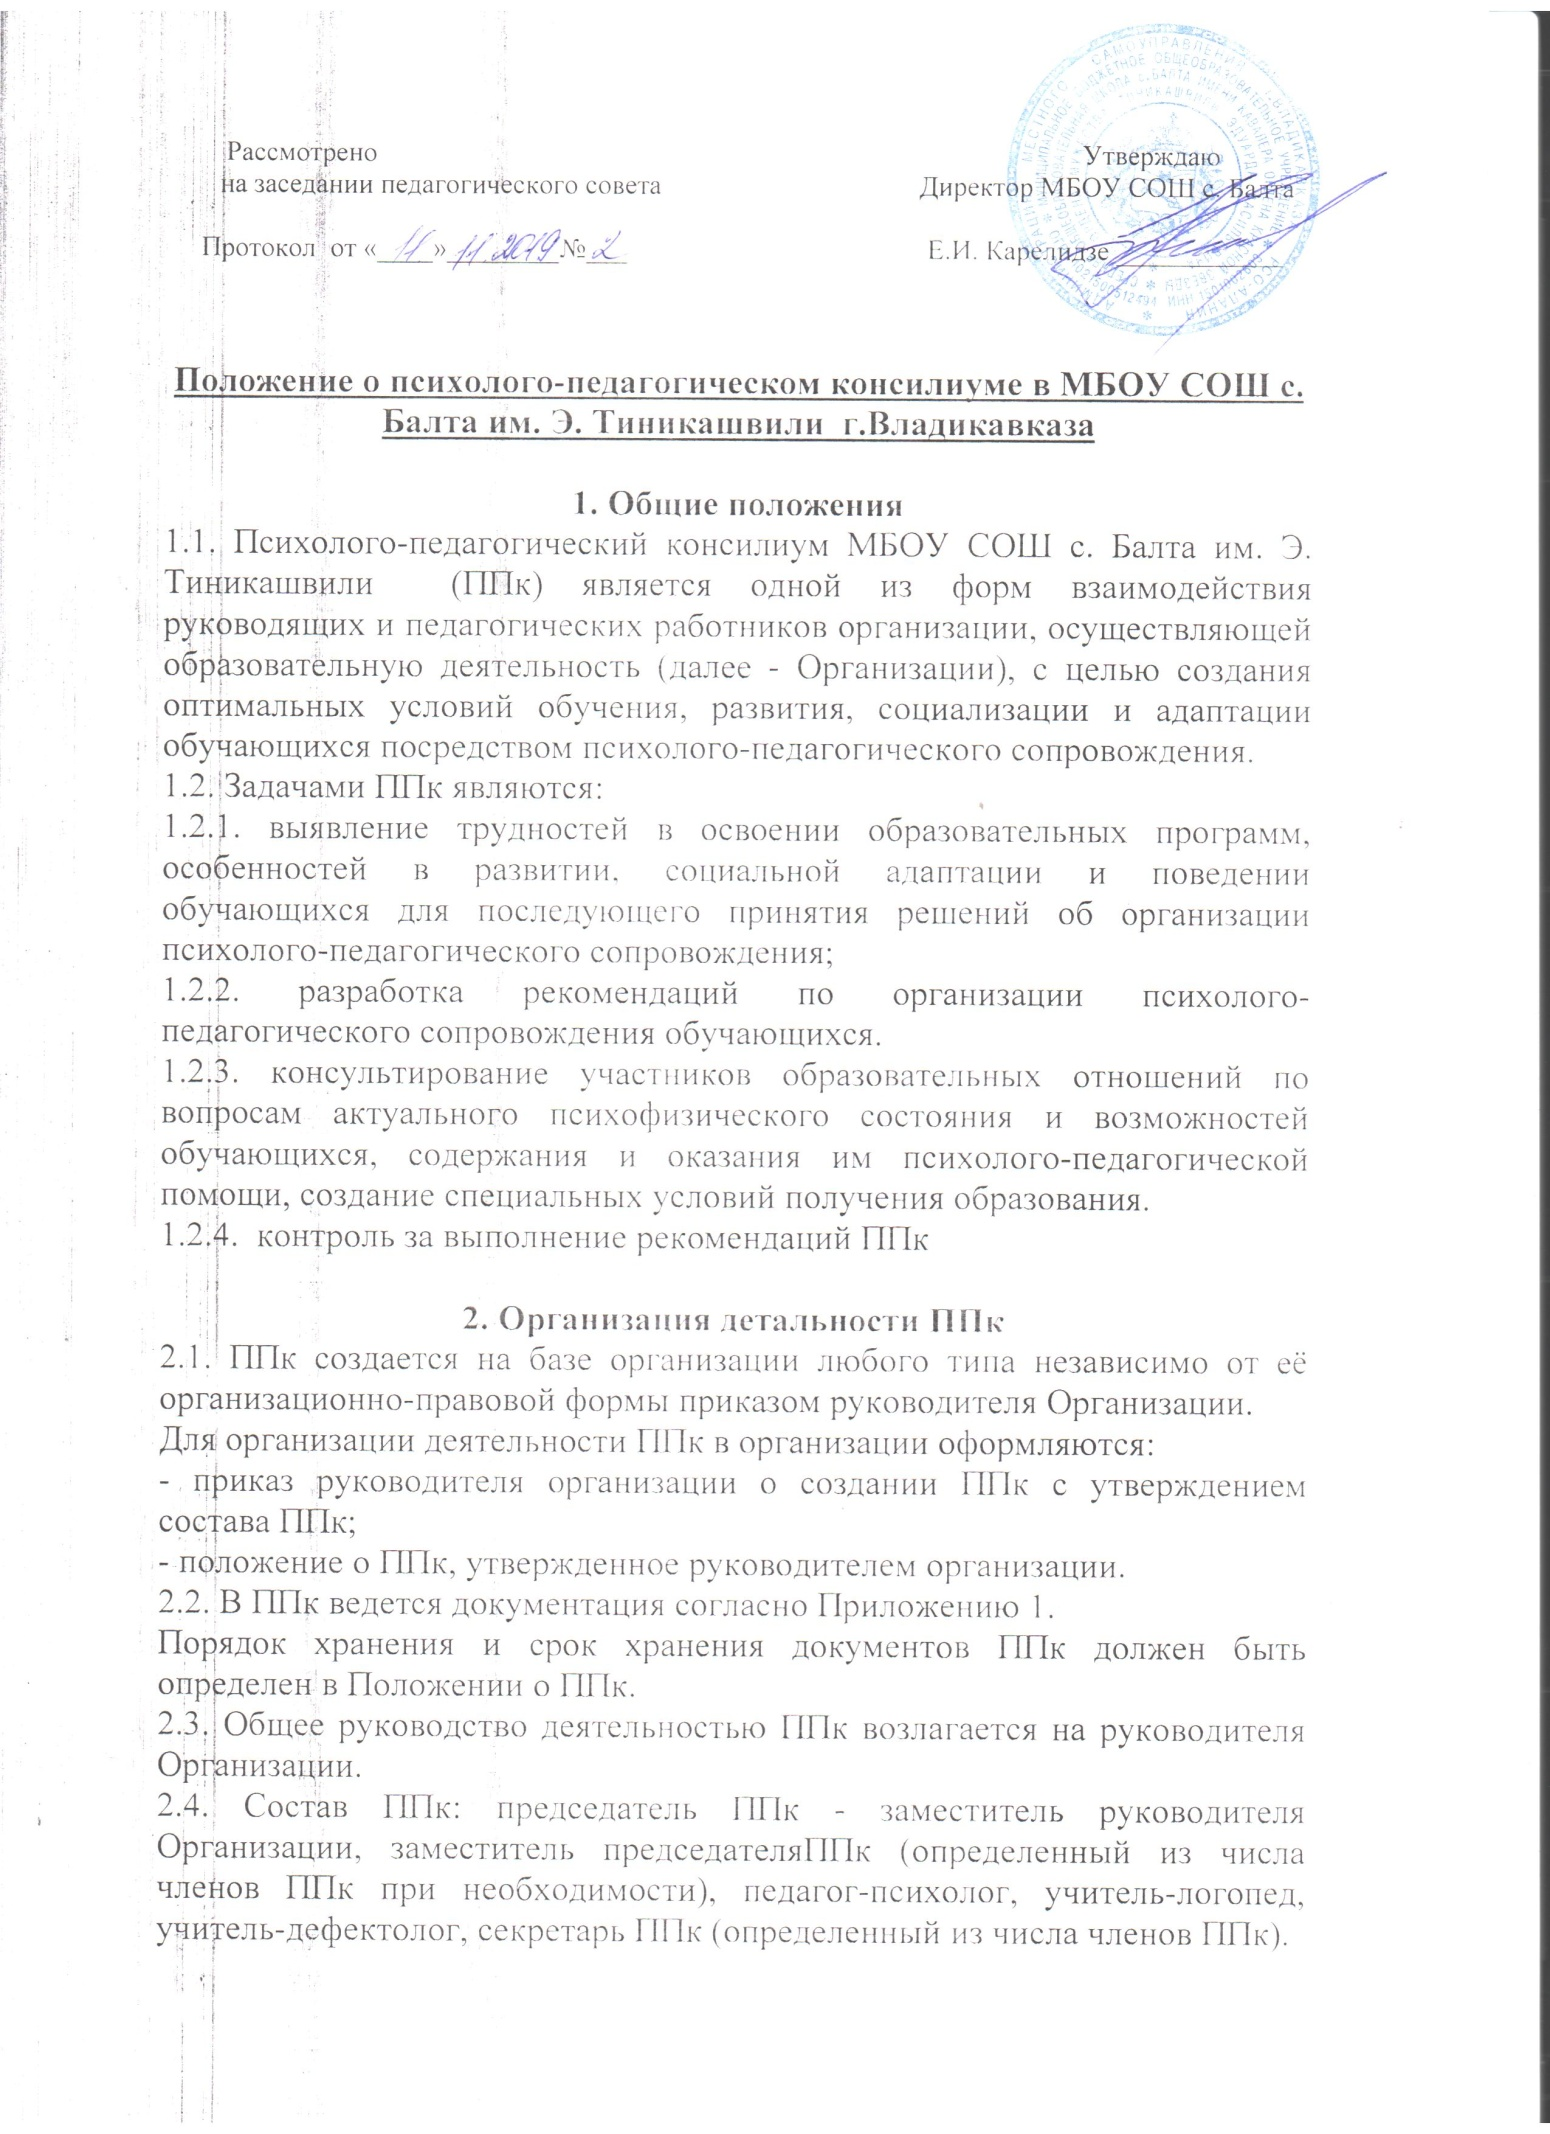 Рассмотрено
на заседании педагогического совета
Протокол от « 11 » 11 2019 № 2
Утверждаю
Директор МБОУ СОШ с. Балта
Е.И. Карелидзе
Положение о психолого-педагогическом консилиуме в МБОУ СОШ с.
Балта им. Э. Тиникашвили г.Владикавказа
1. Общие положения
1.1. Психолого-педагогический консилиум МБОУ СОШ с. Балта им. Э.
Тиникашвили (ППк) является одной из форм взаимодействия
руководящих и педагогических работников организации, осуществляющей
образовательную деятельность (далее - Организации), с целью создания
оптимальных условий обучения, развития, социализации и адаптации
обучающихся посредством психолого-педагогического сопровождения.
1.2. Задачами ППк являются:
1.2.1. выявление трудностей в освоении образовательных программ,
особенностей в развитии, социальной адаптации и поведении
обучающихся для последующего принятия решений об организации
психолого-педагогического сопровождения;
1.2.2. разработка рекомендаций по организации психолого-
педагогического сопровождения обучающихся.
1.2.3. консультирование участников образовательных отношений по
вопросам актуального психофизического состояния и возможностей
обучающихся, содержания и оказания им психолого-педагогической
помощи, создание специальных условий получения образования.
1.2.4. контроль за выполнение рекомендаций ППк
2. Организация детальности ППк
2.1. ППк создается на базе организации любого типа независимо от её
организационно-правовой формы приказом руководителя Организации.
Для организации деятельности ППк в организации оформляются:
- приказ руководителя организации о создании ППк с утверждением
состава ППк;
- положение о ППк, утвержденное руководителем организации.
2.2. В ППк ведется документация согласно Приложению 1.
Порядок хранения и срок хранения документов ППк должен быть
определен в Положении о ППк.
2.3. Общее руководство деятельностью ППк возлагается на руководителя
Организации.
2.4. Состав ППк: председатель ППк - заместитель руководителя
Организации, заместитель председателяППк (определенный из числа
членов ППк при необходимости), педагог-психолог, учитель-логопед,
учитель-дефектолог, секретарь ППк (определенный из числа членов ППк).